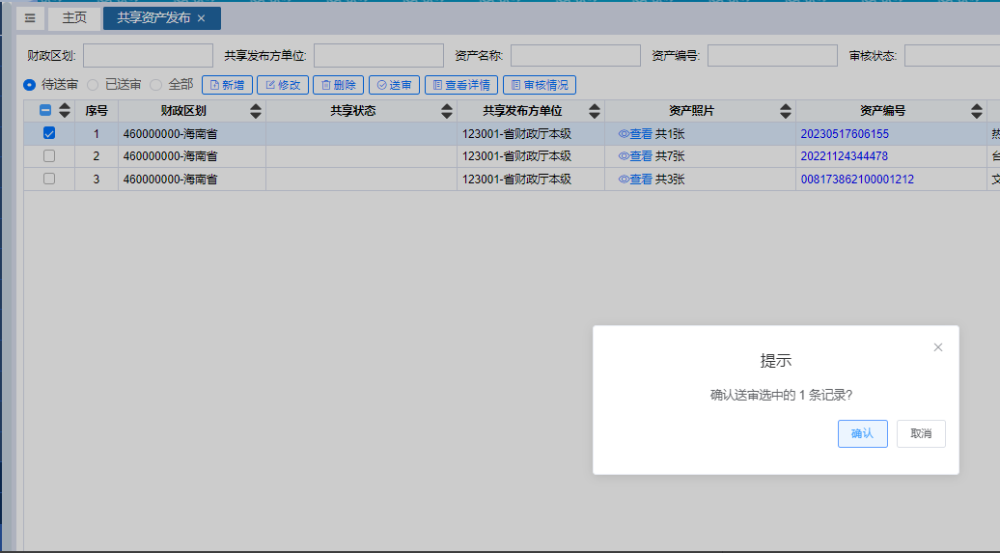 主页 共享资产发布 ×
财政区划: 共享发布方单位: 资产名称: 资产编号: 审核状态:
待送审 已送审 全部 新增 修改 删除 送审 查看详情 审核情况
序号 财政区划 共享状态 共享发布方单位 资产照片 资产编号
1 460000000-海南省 123001-省财政厅本级 查看 共1张 20230517606155
2 460000000-海南省 123001-省财政厅本级 查看 共7张 20221124344478
3 460000000-海南省 123001-省财政厅本级 查看 共3张 008173862100001212
提示
确认送审选中的 1 条记录?
确认 取消